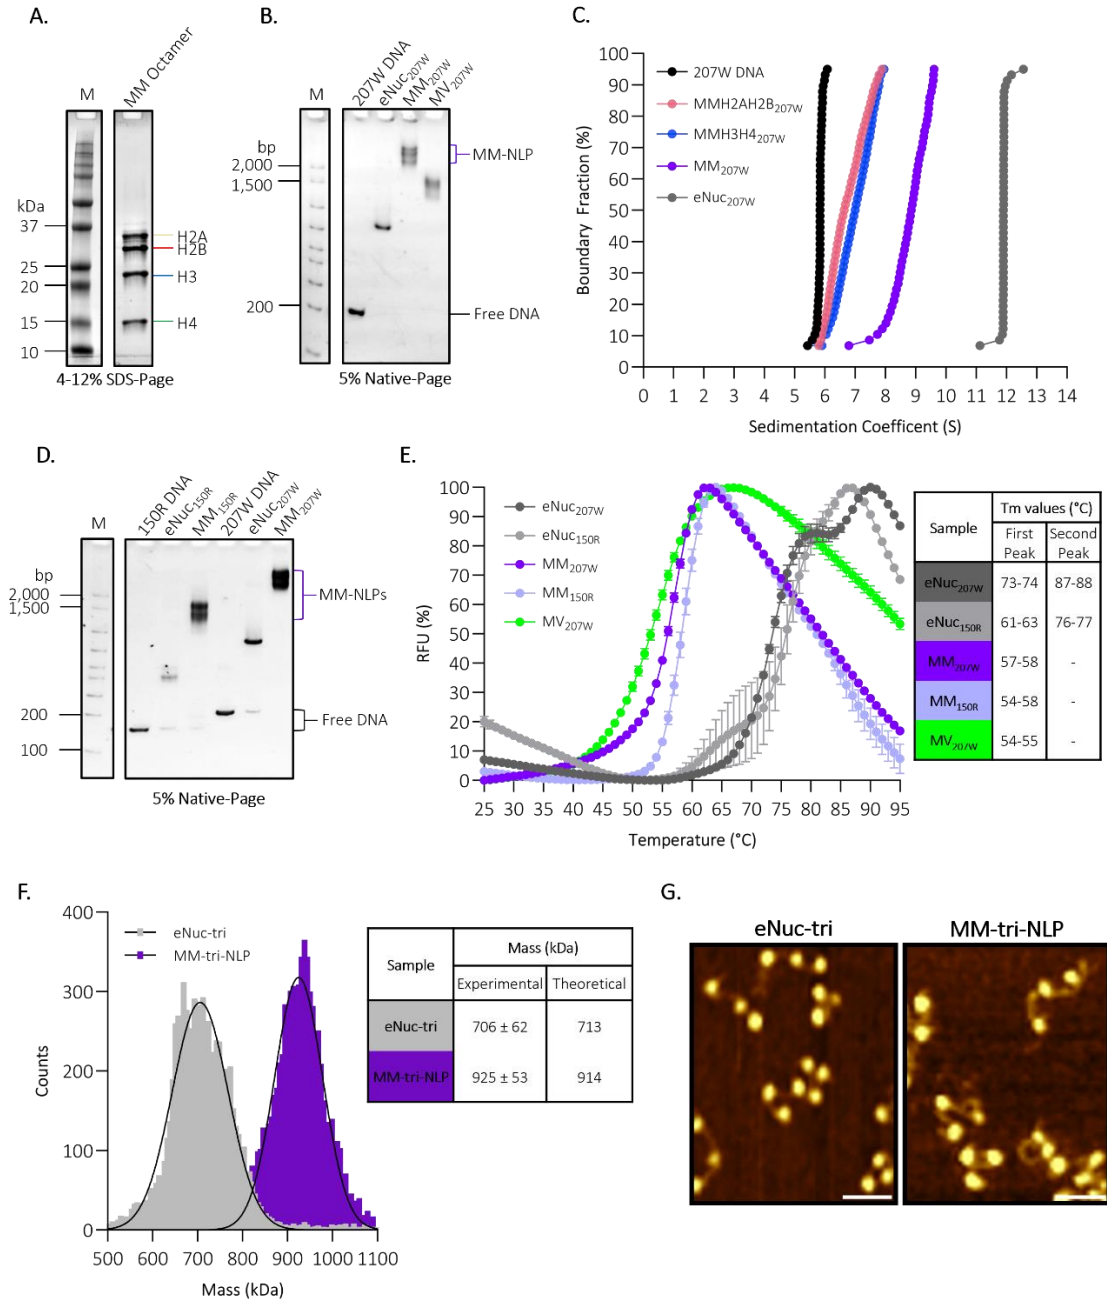 A.
M
MM Octamer
kDa
37
25
20
15
10
H2A
H2B
H3
H4
4-12% SDS-Page
B.
M
207W DNA
eNuc207W
MM207W
MV207W
bp
2,000
1,500
200
MM-NLP
Free DNA
5% Native-Page
C.
Boundary Fraction (%)
100
90
80
70
60
50
40
30
20
10
0
207W DNA
MMH2AH2B207W
MMH3H4207W
MM207W
eNuc207W
0 1 2 3 4 5 6 7 8 9 10 11 12 13 14
Sedimentation Coefficent (S)
D.
M
150R DNA
eNuc150R
MM150R
207W DNA
eNuc207W
MM207W
bp
2,000
1,500
200
100
MM-NLPs
Free DNA
5% Native-Page
E.
RFU (%)
100
90
80
70
60
50
40
30
20
10
0
eNuc207W
eNuc150R
MM207W
MM150R
MV207W
25 30 35 40 45 50 55 60 65 70 75 80 85 90 95
Temperature (°C)
Sample Tm values (°C)
First Peak Second Peak
eNuc207W 73-74 87-88
eNuc150R 61-63 76-77
MM207W 57-58 -
MM150R 54-58 -
MV207W 54-55 -
F.
Counts
400
300
200
100
0
eNuc-tri
MM-tri-NLP
500 600 700 800 900 1000 1100
Mass (kDa)
Sample Mass (kDa)
Experimental Theoretical
eNuc-tri 706 ± 62 713
MM-tri-NLP 925 ± 53 914
G.
eNuc-tri
MM-tri-NLP